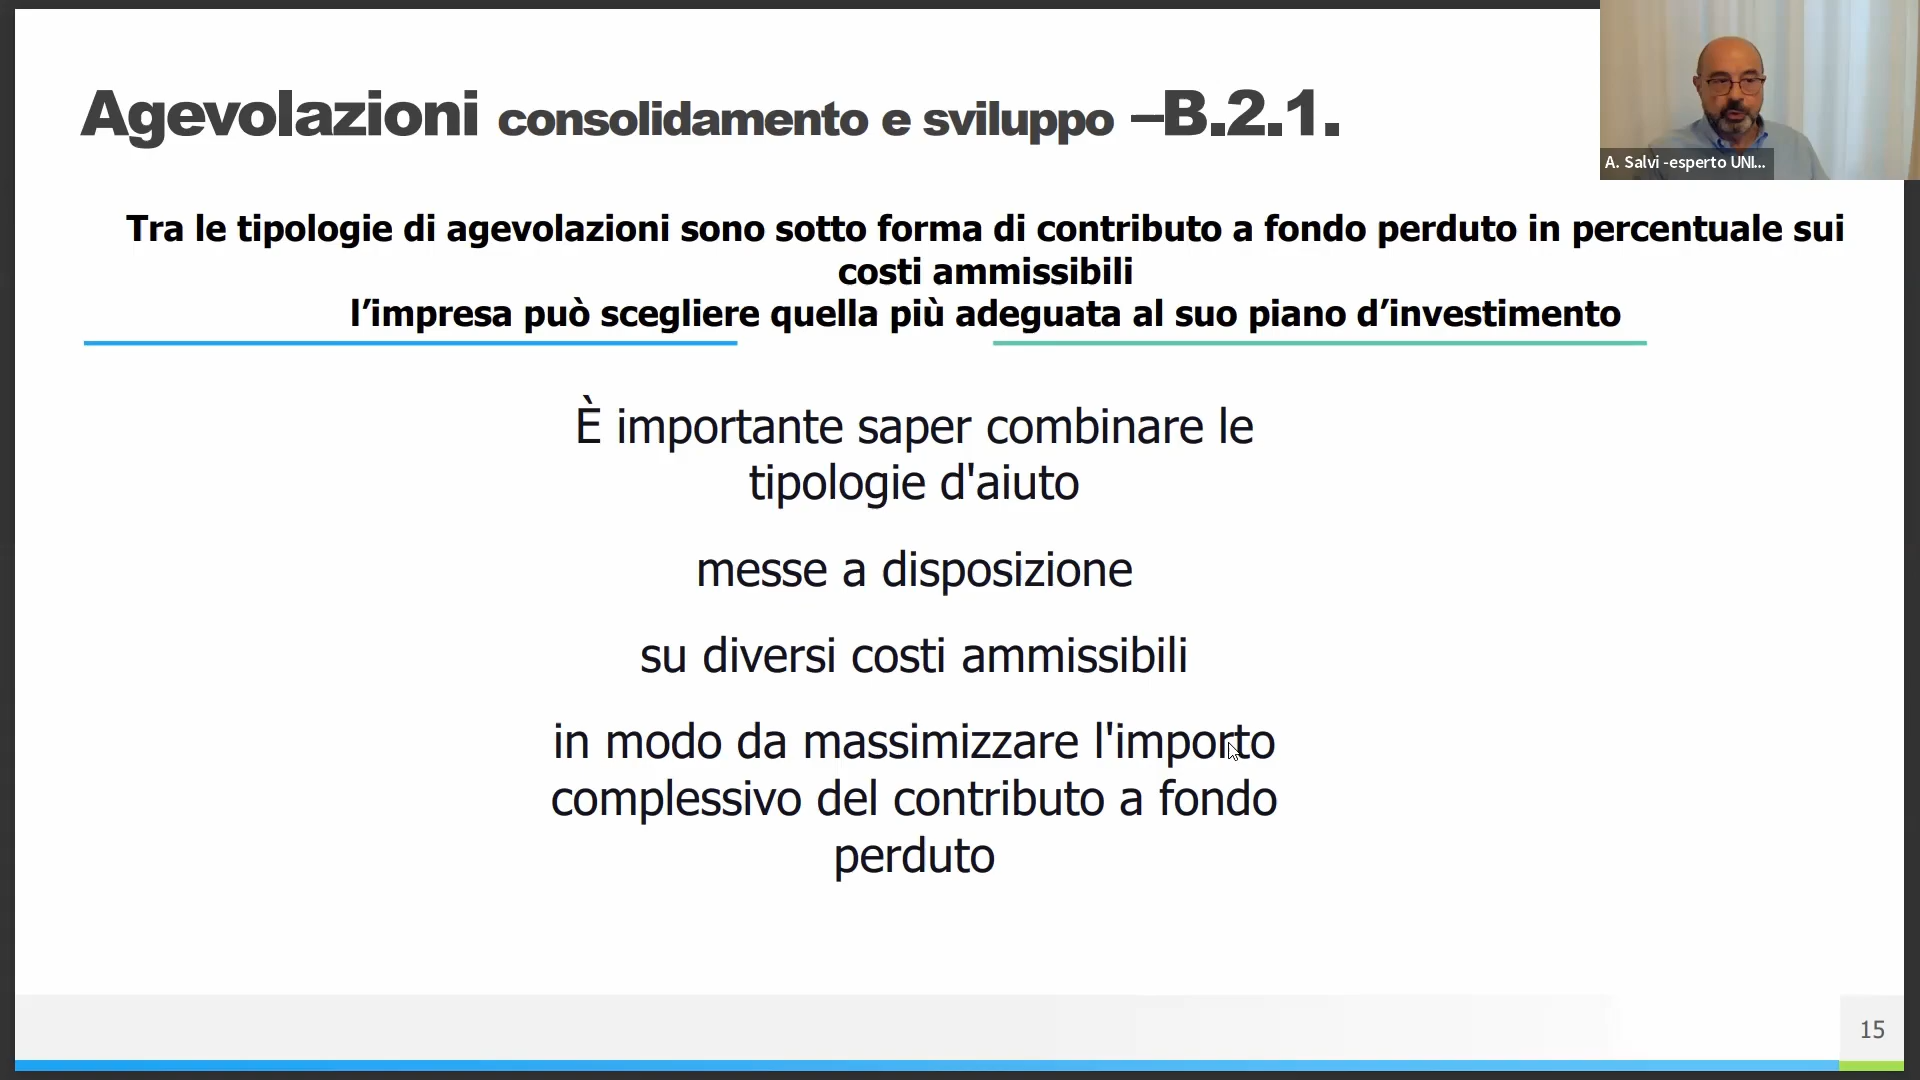 Agevolazioni consolidamento e sviluppo –B.2.1.
A. Salvi -esperto UNI...
Tra le tipologie di agevolazioni sono sotto forma di contributo a fondo perduto in percentuale sui
costi ammissibili
l’impresa può scegliere quella più adeguata al suo piano d’investimento
È importante saper combinare le
tipologie d'aiuto
messe a disposizione
su diversi costi ammissibili
in modo da massimizzare l'importo
complessivo del contributo a fondo
perduto
15